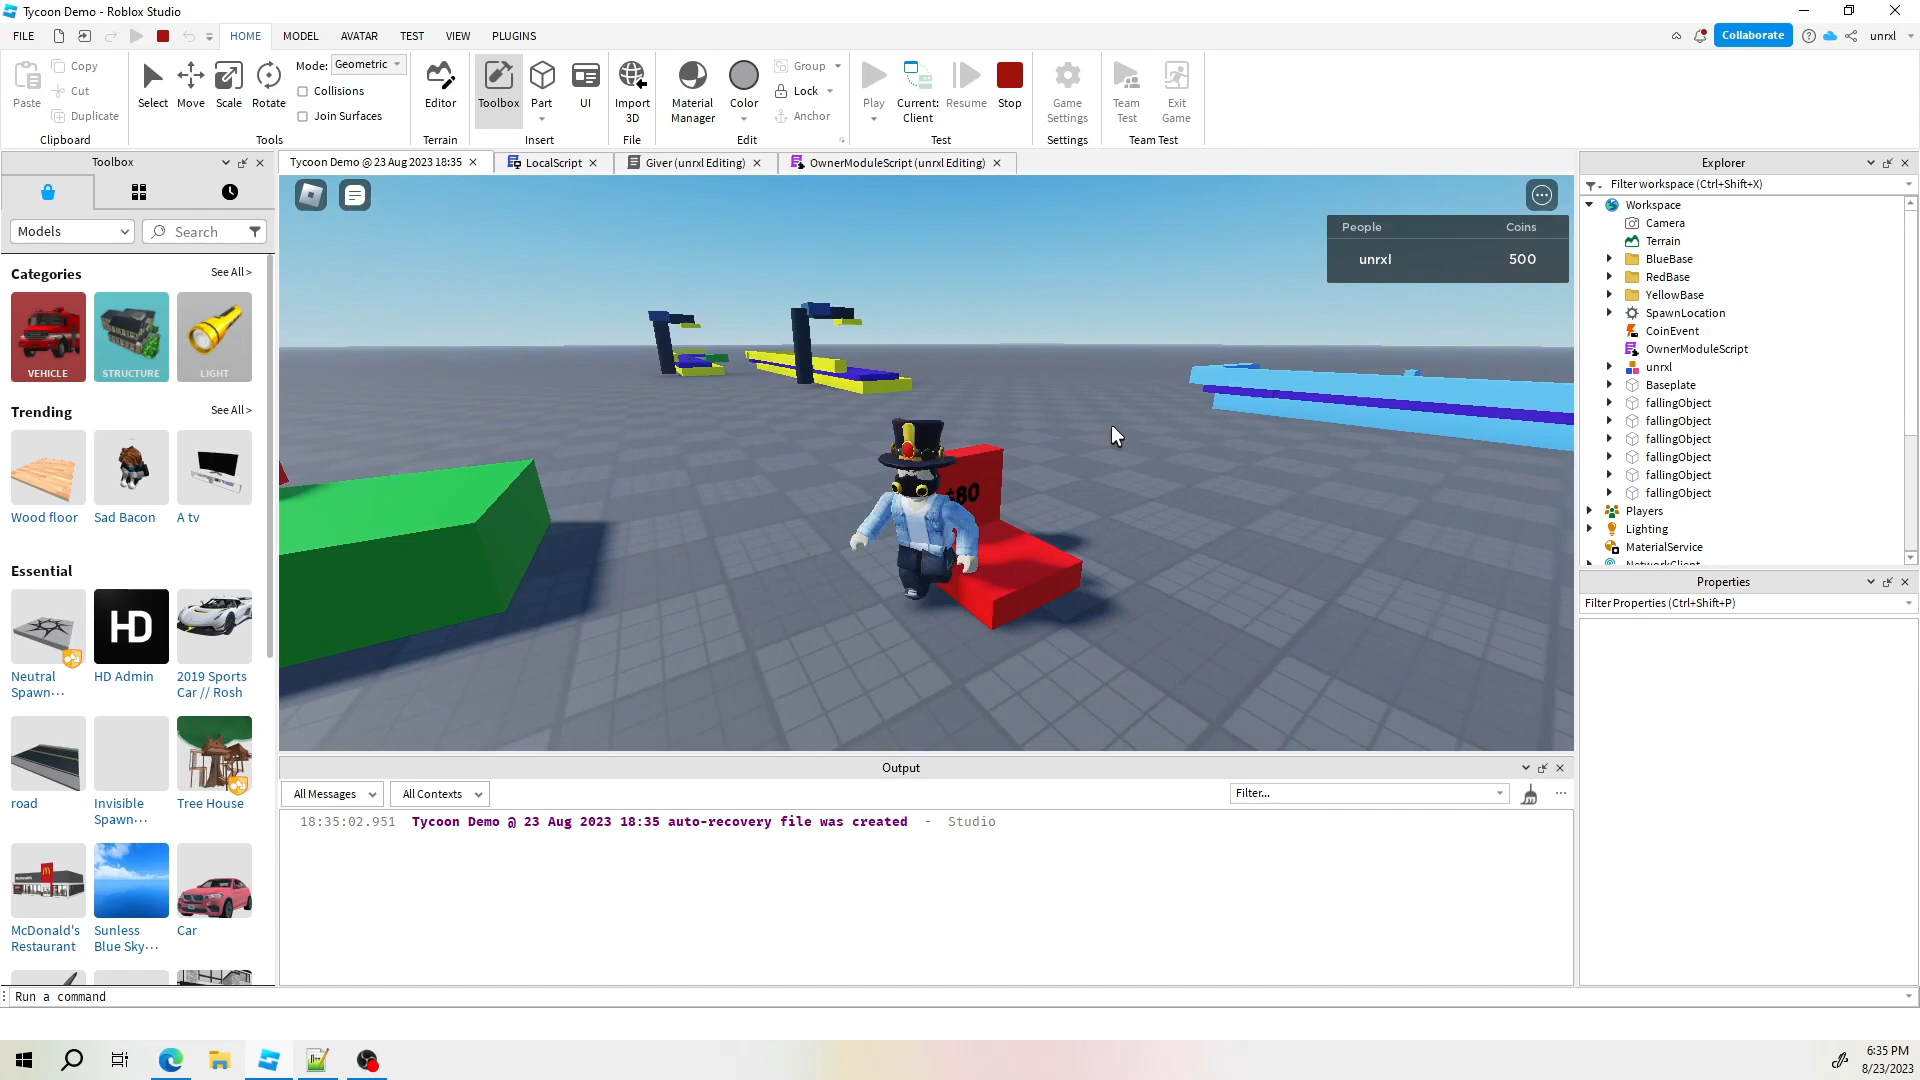 Tycoon Demo - Roblox Studio
FILE HOME MODEL AVATAR TEST VIEW PLUGINS
Collaborate
unrxl
Paste
Copy
Cut
Duplicate
Clipboard
Select Move Scale Rotate
Mode: Geometric
Collisions
Join Surfaces
Tools
Editor
Terrain
Toolbox Part UI
Insert
Import 3D
File
Material Manager
Color
Group
Lock
Anchor
Edit
Play
Current: Client
Resume
Stop
Test
Game Settings
Settings
Team Test
Exit Game
Team Test
Toolbox
Models
Search
Categories See All >
VEHICLE STRUCTURE LIGHT
Trending See All >
Wood floor Sad Bacon A tv
Essential
HD
Neutral Spawn···
HD Admin
2019 Sports Car // Rosh
road
Invisible Spawn···
Tree House
McDonald's Restaurant
Sunless Blue Sky···
Car
Tycoon Demo @ 23 Aug 2023 18:35
LocalScript
Giver (unrxl Editing)
OwnerModuleScript (unrxl Editing)
People Coins
unrxl 500
Output
All Messages
All Contexts
Filter...
18:35:02.951 Tycoon Demo @ 23 Aug 2023 18:35 auto-recovery file was created - Studio
Explorer
Filter workspace (Ctrl+Shift+X)
Workspace
Camera
Terrain
BlueBase
RedBase
YellowBase
SpawnLocation
CoinEvent
OwnerModuleScript
unrxl
Baseplate
fallingObject
fallingObject
fallingObject
fallingObject
fallingObject
fallingObject
Players
Lighting
MaterialService
NetworkClient
Properties
Filter Properties (Ctrl+Shift+P)
Run a command
6:35 PM
8/23/2023